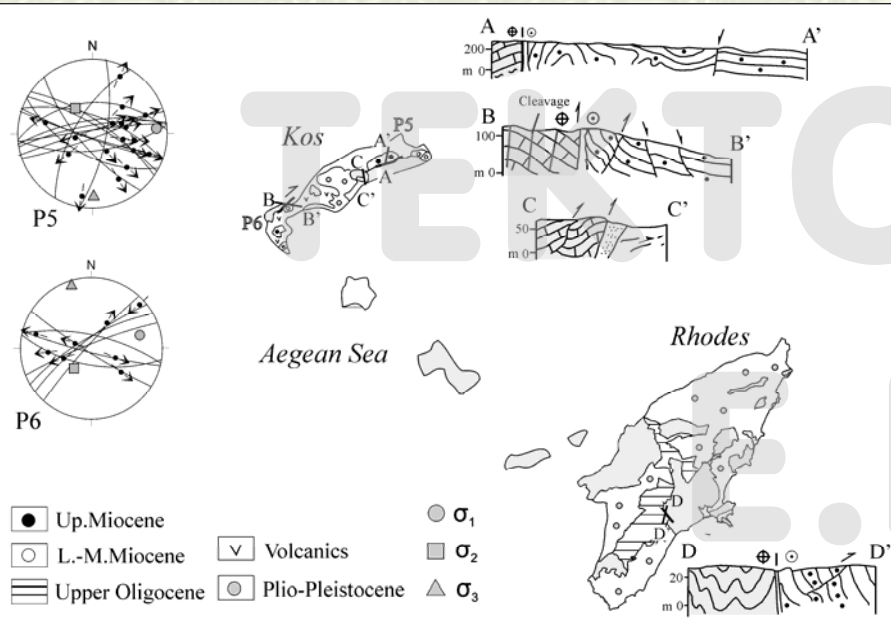 N
P5
N
P6
Kos
P5
A'
A
C
C'
B
B'
P6
Aegean Sea
Rhodes
D
D'
A
A'
200
m 0
Cleavage
B
B'
100
m 0
C
C'
50
m 0
D
D'
20
m 0
Up.Miocene
L.-M.Miocene
Upper Oligocene
Volcanics
Plio-Pleistocene
σ1
σ2
σ3
TEKTO
E.